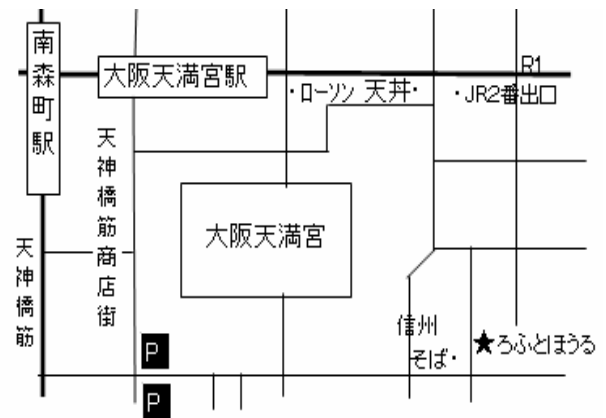 南森町駅
大阪天満宮駅
R1
・ローソン 天丼・
・JR2番出口
天神橋筋商店街
大阪天満宮
天神橋筋
信州
そば・
★ろふとほうる
P
P